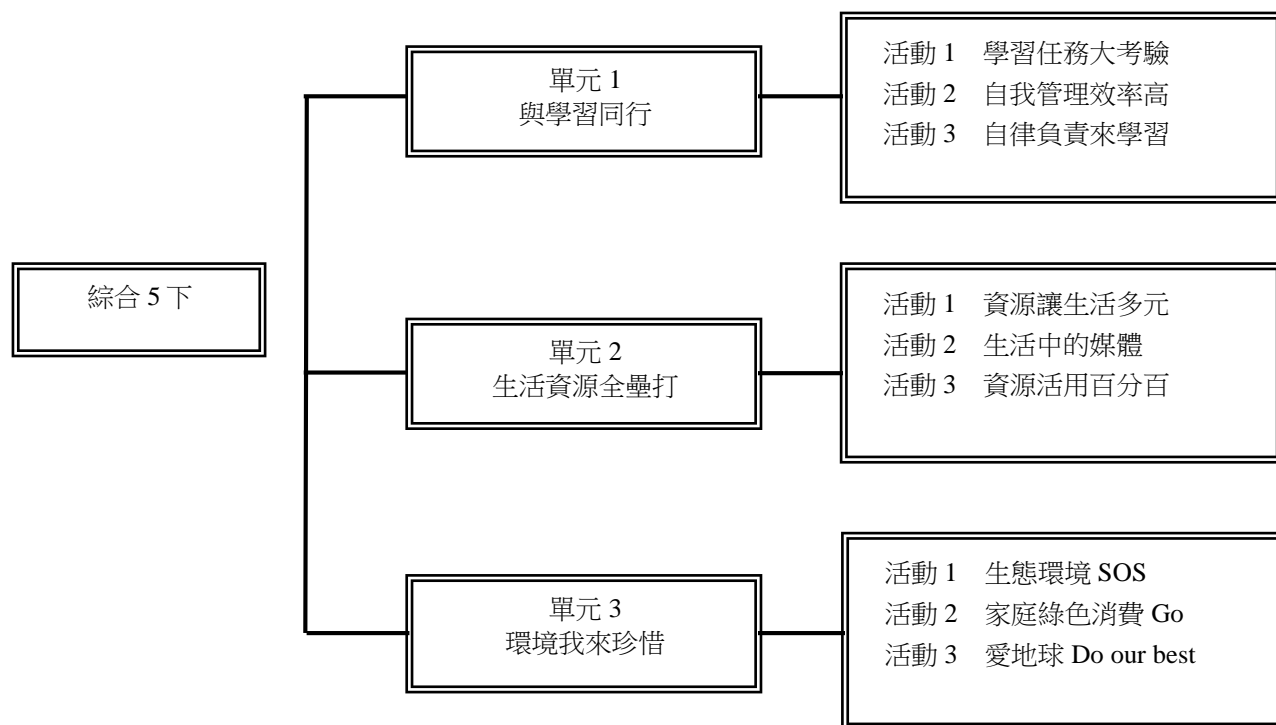 單元 1
與學習同行
活動 1 學習任務大考驗
活動 2 自我管理效率高
活動 3 自律負責來學習
綜合 5 下
單元 2
生活資源全壘打
活動 1 資源讓生活多元
活動 2 生活中的媒體
活動 3 資源活用百分百
單元 3
環境我來珍惜
活動 1 生態環境 SOS
活動 2 家庭綠色消費 Go
活動 3 愛地球 Do our best